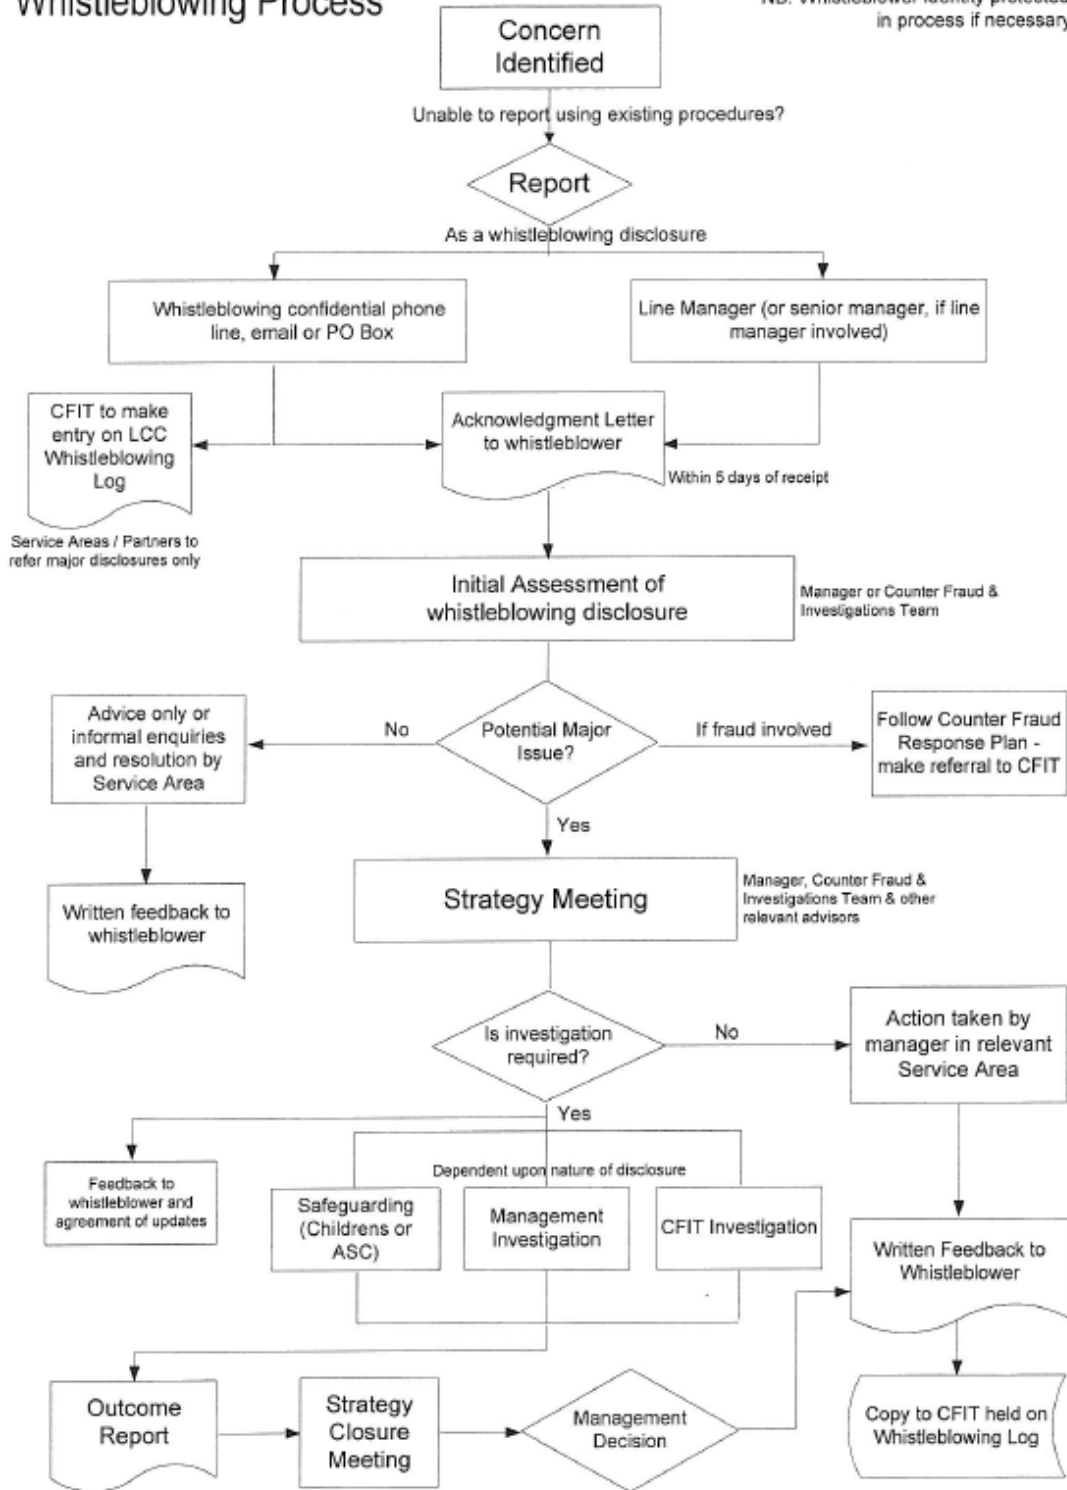 Whistleblowing Process
NB: Whistleblower identity protected
in process if necessary
Concern
Identified
Unable to report using existing procedures?
Report
As a whistleblowing disclosure
Whistleblowing confidential phone
line, email or PO Box
Line Manager (or senior manager, if line
manager involved)
CFIT to make
entry on LCC
Whistleblowing
Log
Acknowledgment Letter
to whistleblower
Within 5 days of receipt
Service Areas / Partners to
refer major disclosures only
Initial Assessment of
whistleblowing disclosure
Manager or Counter Fraud &
Investigations Team
Advice only or
informal enquiries
and resolution by
Service Area
No
Potential Major
Issue?
If fraud involved
Follow Counter Fraud
Response Plan -
make referral to CFIT
Yes
Written feedback to
whistleblower
Strategy Meeting
Manager, Counter Fraud &
Investigations Team & other
relevant advisors
Is investigation
required?
No
Action taken by
manager in relevant
Service Area
Yes
Dependent upon nature of disclosure
Feedback to
whistleblower and
agreement of updates
Safeguarding
(Childrens or
ASC)
Management
Investigation
CFIT Investigation
Written Feedback to
Whistleblower
Outcome
Report
Strategy
Closure
Meeting
Management
Decision
Copy to CFIT held on
Whistleblowing Log